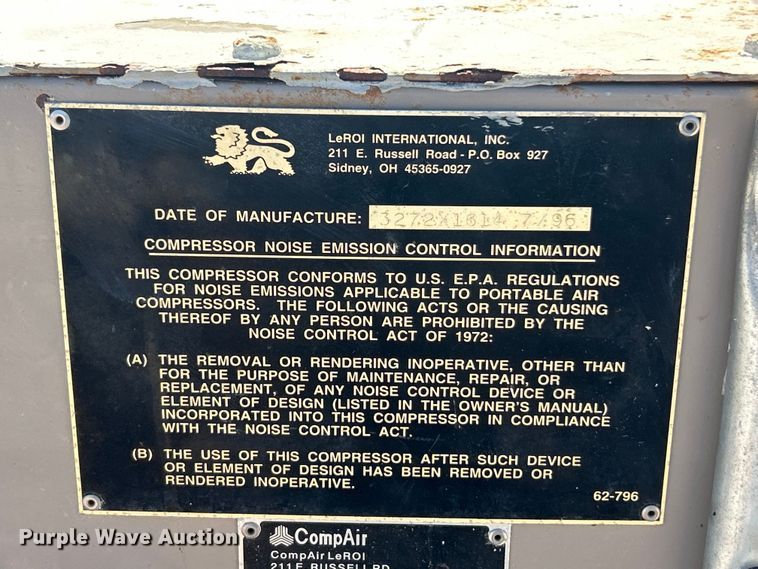 LeROI INTERNATIONAL, INC.
211 E. Russell Road - P.O. Box 927
Sidney, OH 45365-0927
DATE OF MANUFACTURE: 3272X1614 7/96
COMPRESSOR NOISE EMISSION CONTROL INFORMATION
THIS COMPRESSOR CONFORMS TO U.S. E.P.A. REGULATIONS
FOR NOISE EMISSIONS APPLICABLE TO PORTABLE AIR
COMPRESSORS. THE FOLLOWING ACTS OR THE CAUSING
THEREOF BY ANY PERSON ARE PROHIBITED BY THE
NOISE CONTROL ACT OF 1972:
(A) THE REMOVAL OR RENDERING INOPERATIVE, OTHER THAN
FOR THE PURPOSE OF MAINTENANCE, REPAIR, OR
REPLACEMENT, OF ANY NOISE CONTROL DEVICE OR
ELEMENT OF DESIGN (LISTED IN THE OWNER'S MANUAL)
INCORPORATED INTO THIS COMPRESSOR IN COMPLIANCE
WITH THE NOISE CONTROL ACT.
(B) THE USE OF THIS COMPRESSOR AFTER SUCH DEVICE
OR ELEMENT OF DESIGN HAS BEEN REMOVED OR
RENDERED INOPERATIVE.
62-796
Purple Wave Auction
CompAir
CompAir LeROI
211 E. RUSSELL RD